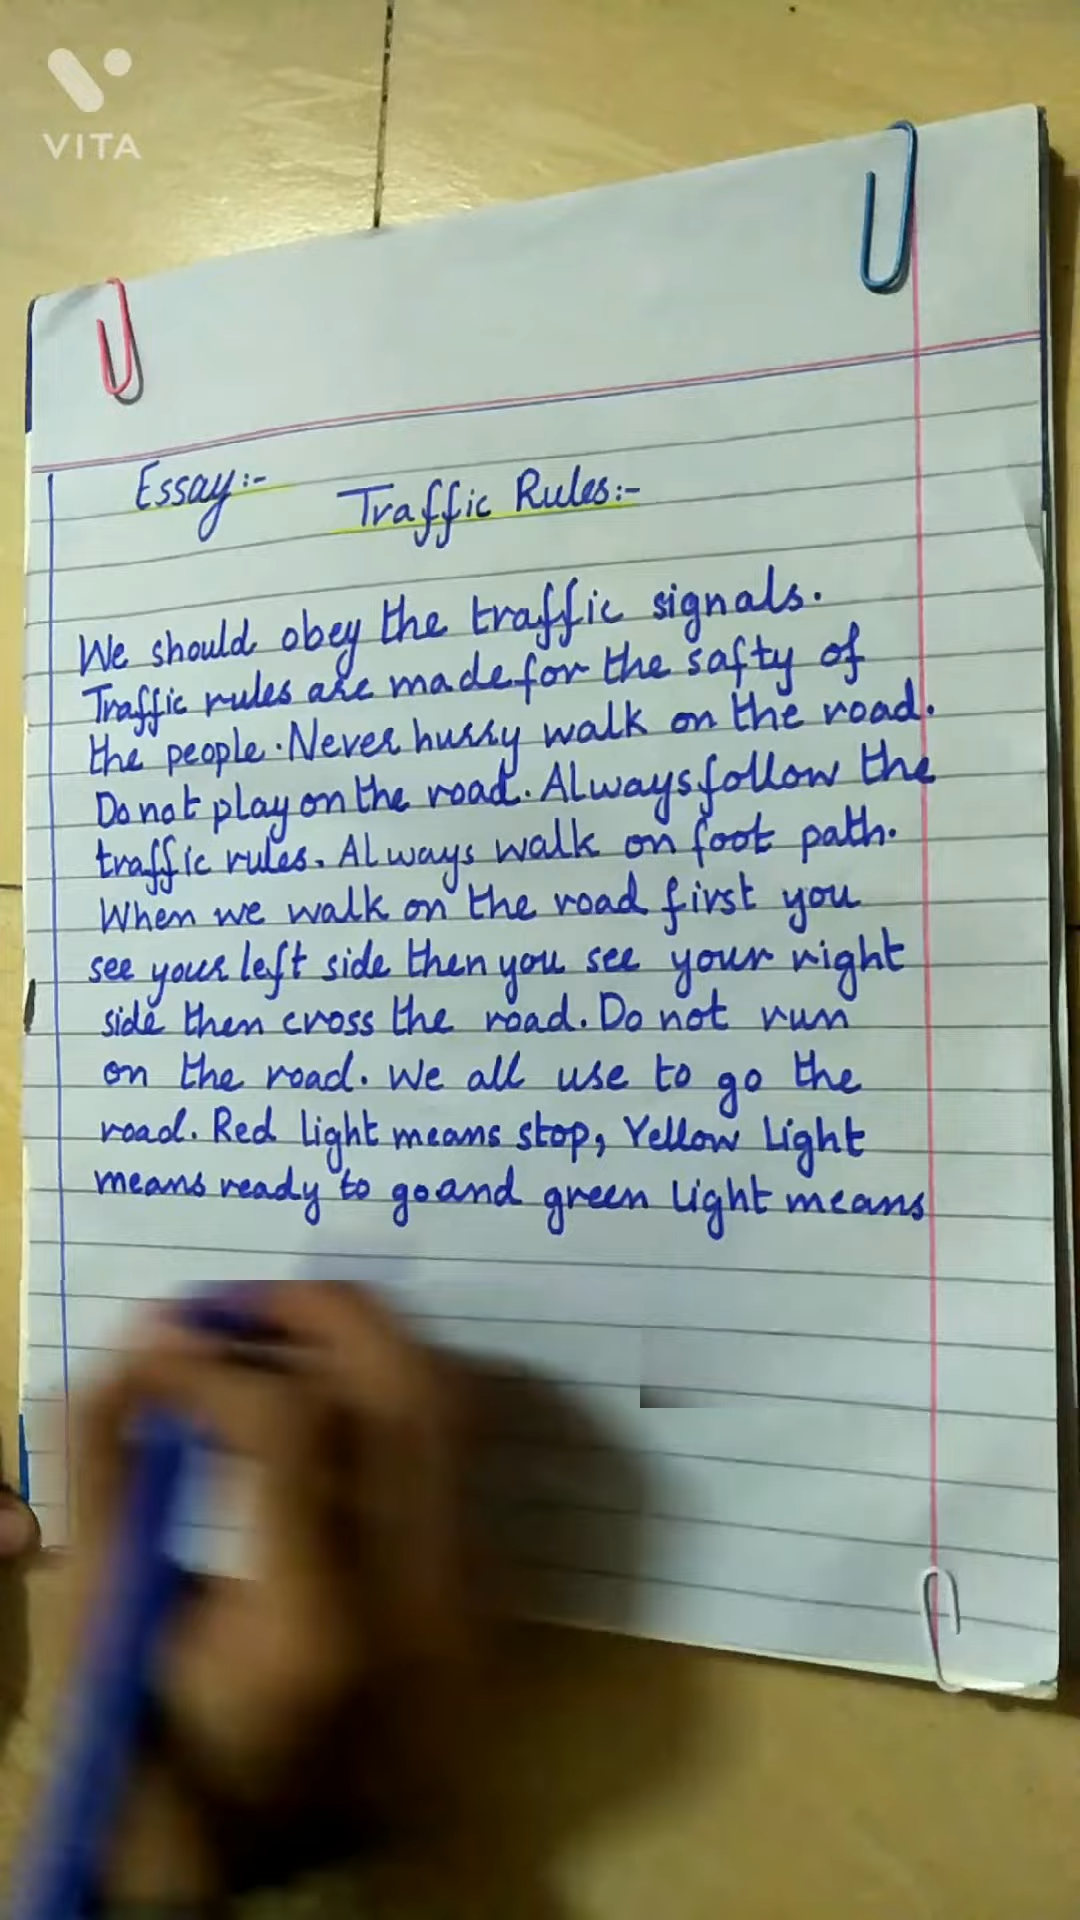 VITA
Essay:-
Traffic Rules:-
We should obey the traffic signals.
Traffic rules are made for the safty of
the people. Never hurry walk on the road.
Do not play on the road. Always follow the
traffic rules. Always walk on foot path.
When we walk on the road first you
see your left side then you see your right
side then cross the road. Do not run
on the road. We all use to go the
road. Red light means stop, Yellow Light
means ready to go and green Light means